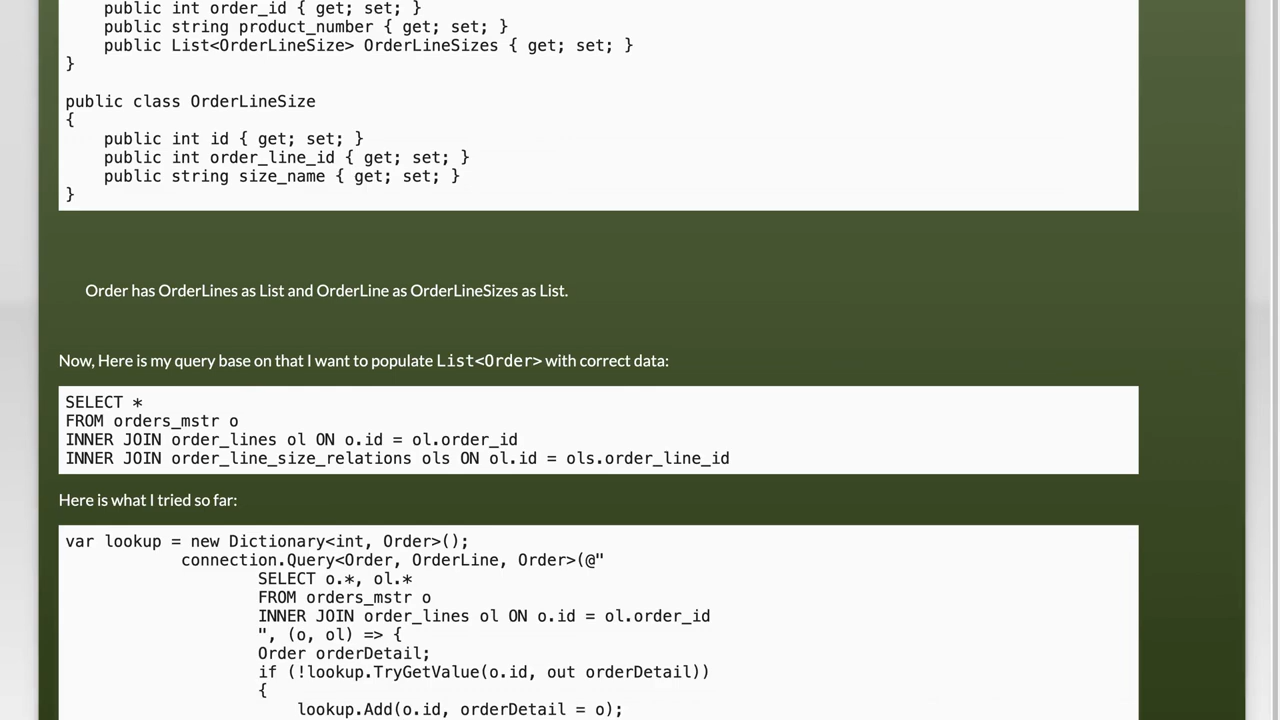 public int order_id { get; set; }
public string product_number { get; set; }
public List<OrderLineSize> OrderLineSizes { get; set; }
}
public class OrderLineSize
{
public int id { get; set; }
public int order_line_id { get; set; }
public string size_name { get; set; }
}
Order has OrderLines as List and OrderLine as OrderLineSizes as List.
Now, Here is my query base on that I want to populate List<Order> with correct data:
SELECT *
FROM orders_mstr o
INNER JOIN order_lines ol ON o.id = ol.order_id
INNER JOIN order_line_size_relations ols ON ol.id = ols.order_line_id
Here is what I tried so far:
var lookup = new Dictionary<int, Order>();
connection.Query<Order, OrderLine, Order>(@"
SELECT o.*, ol.*
FROM orders_mstr o
INNER JOIN order_lines ol ON o.id = ol.order_id
", (o, ol) => {
Order orderDetail;
if (!lookup.TryGetValue(o.id, out orderDetail))
{
lookup.Add(o.id, orderDetail = o);